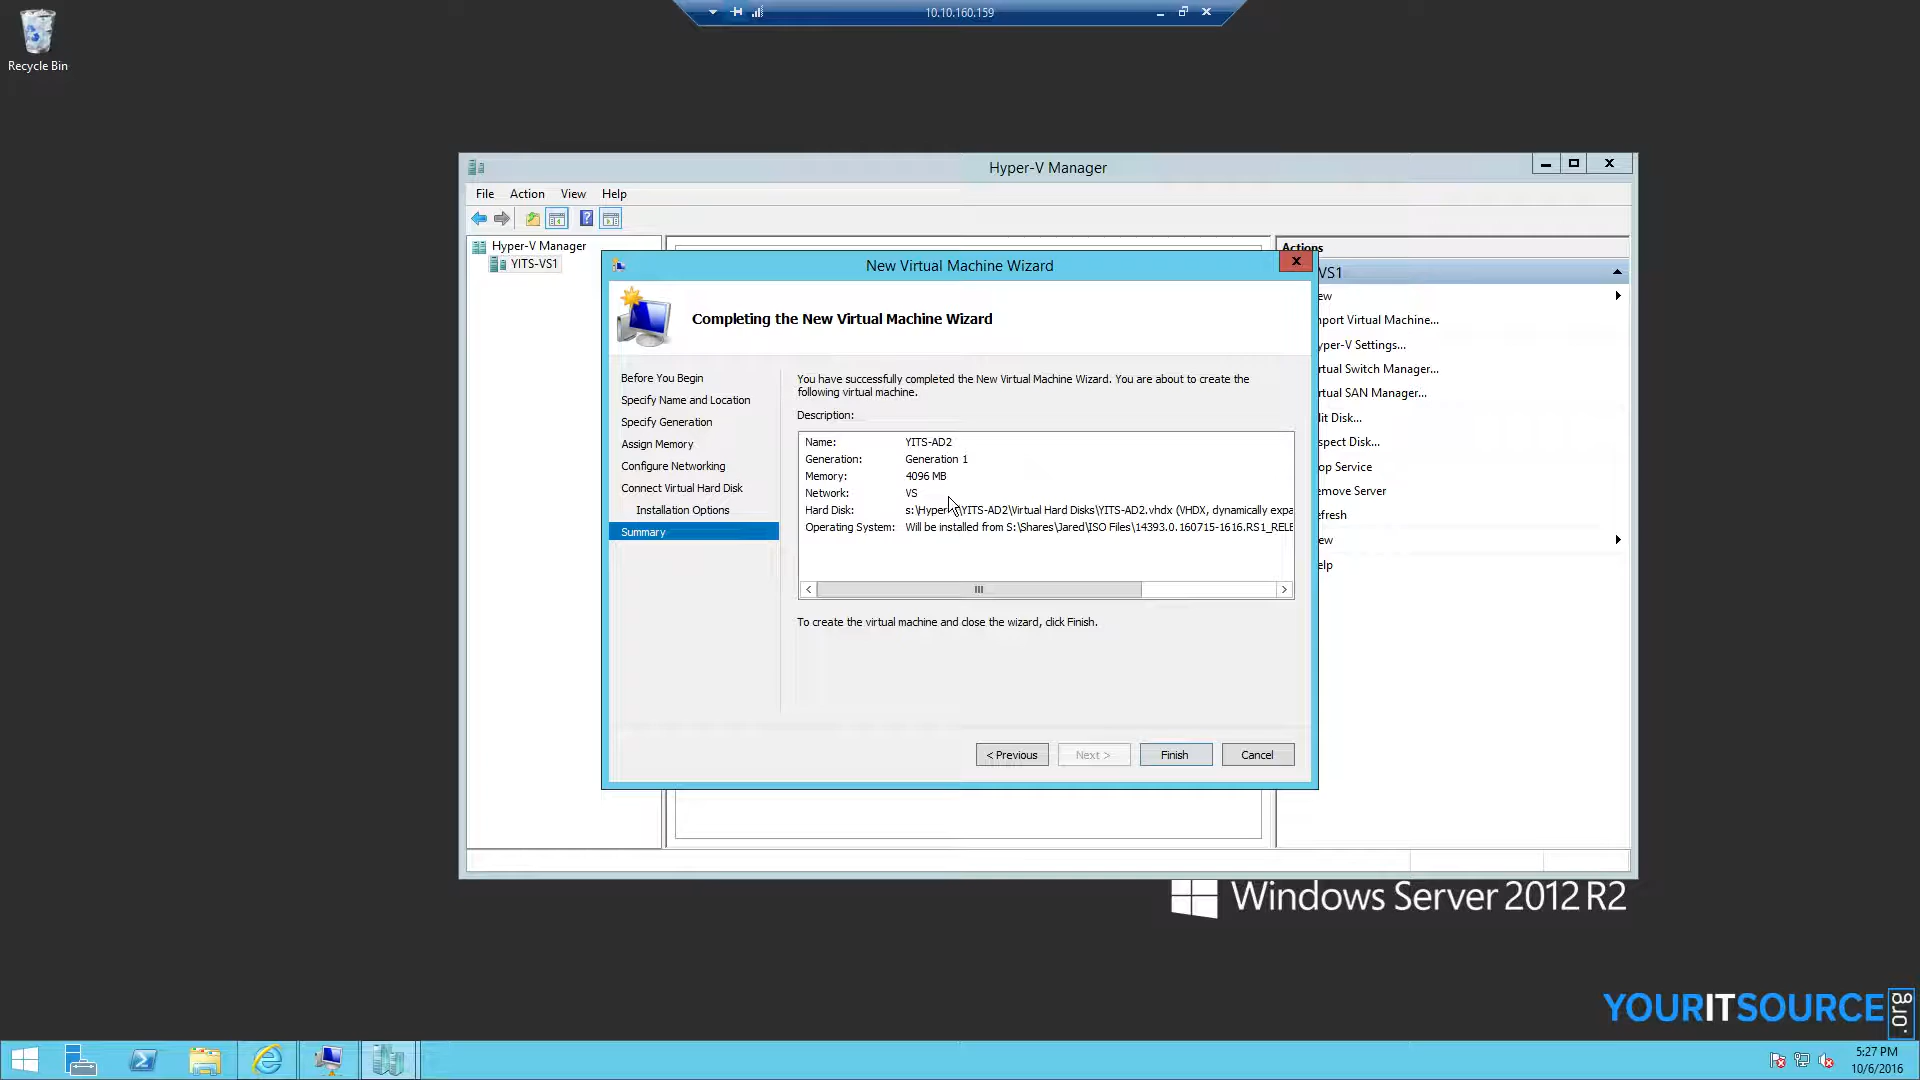 10.10.160.159
Recycle Bin
Hyper-V Manager
File Action View Help
Hyper-V Manager
YITS-VS1
Actions
VS1
New Virtual Machine Wizard
Completing the New Virtual Machine Wizard
Before You Begin
Specify Name and Location
Specify Generation
Assign Memory
Configure Networking
Connect Virtual Hard Disk
Installation Options
Summary
You have successfully completed the New Virtual Machine Wizard. You are about to create the
following virtual machine.
Description:
Name: YITS-AD2
Generation: Generation 1
Memory: 4096 MB
Network: VS
Hard Disk: s:\Hyper-\YITS-AD2\Virtual Hard Disks\YITS-AD2.vhdx (VHDX, dynamically expa
Operating System: Will be installed from S:\Shares\Jared\ISO Files\14393.0.160715-1616.RS1_RELE
To create the virtual machine and close the wizard, click Finish.
< Previous Next > Finish Cancel
ew
port Virtual Machine...
yper-V Settings...
rtual Switch Manager...
rtual SAN Manager...
dit Disk...
spect Disk...
op Service
emove Server
efresh
ew
elp
Windows Server 2012 R2
YOURITSOURCE
.org
5:27 PM
10/6/2016